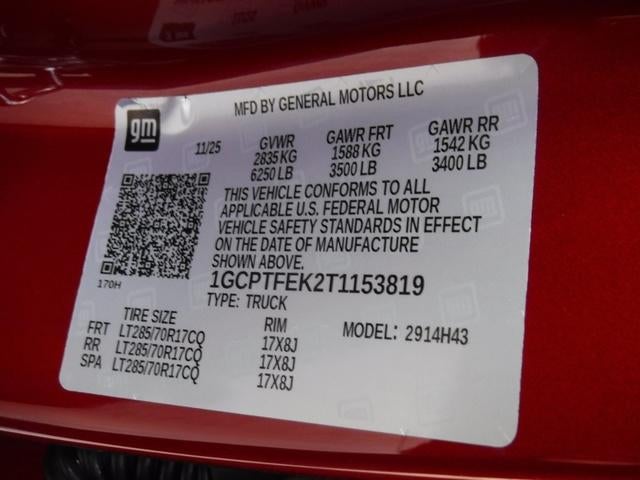 MFD BY GENERAL MOTORS LLC
gm
11/25
GVWR GAWR FRT GAWR RR
2835 KG 1588 KG 1542 KG
6250 LB 3500 LB 3400 LB
THIS VEHICLE CONFORMS TO ALL
APPLICABLE U.S. FEDERAL MOTOR
VEHICLE SAFETY STANDARDS IN EFFECT
ON THE DATE OF MANUFACTURE
SHOWN ABOVE.
170H
1GCPTFEK2T1153819
TYPE: TRUCK
TIRE SIZE RIM MODEL: 2914H43
FRT LT285/70R17CQ 17X8J
RR LT285/70R17CQ 17X8J
SPA LT285/70R17CQ 17X8J